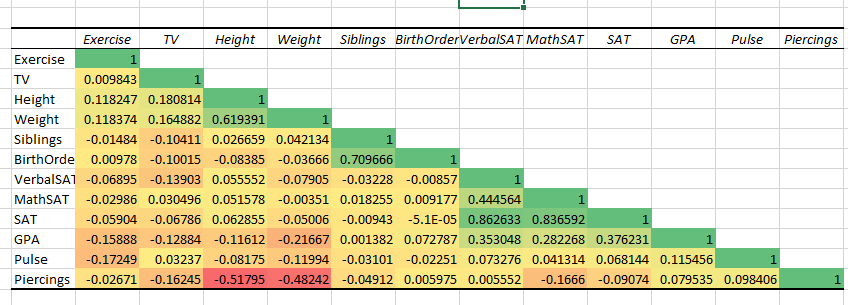 Exercise TV Height Weight Siblings BirthOrder VerbalSAT MathSAT SAT GPA Pulse Piercings
Exercise 1
TV 0.009843 1
Height 0.118247 0.180814 1
Weight 0.118374 0.164882 0.619391 1
Siblings -0.01484 -0.10411 0.026659 0.042134 1
BirthOrde 0.00978 -0.10015 -0.08385 -0.03666 0.709666 1
VerbalSAT -0.06895 -0.13903 0.055552 -0.07905 -0.03228 -0.00857 1
MathSAT -0.02986 0.030496 0.051578 -0.00351 0.018255 0.009177 0.444564 1
SAT -0.05904 -0.06786 0.062855 -0.05006 -0.00943 -5.1E-05 0.862633 0.836592 1
GPA -0.15888 -0.12884 -0.11612 -0.21667 0.001382 0.072787 0.353048 0.282268 0.376231 1
Pulse -0.17249 0.03237 -0.08175 -0.11994 -0.03101 -0.02251 0.073276 0.041314 0.068144 0.115456 1
Piercings -0.02671 -0.16245 -0.51795 -0.48242 -0.04912 0.005975 0.005552 -0.1666 -0.09074 0.079535 0.098406 1